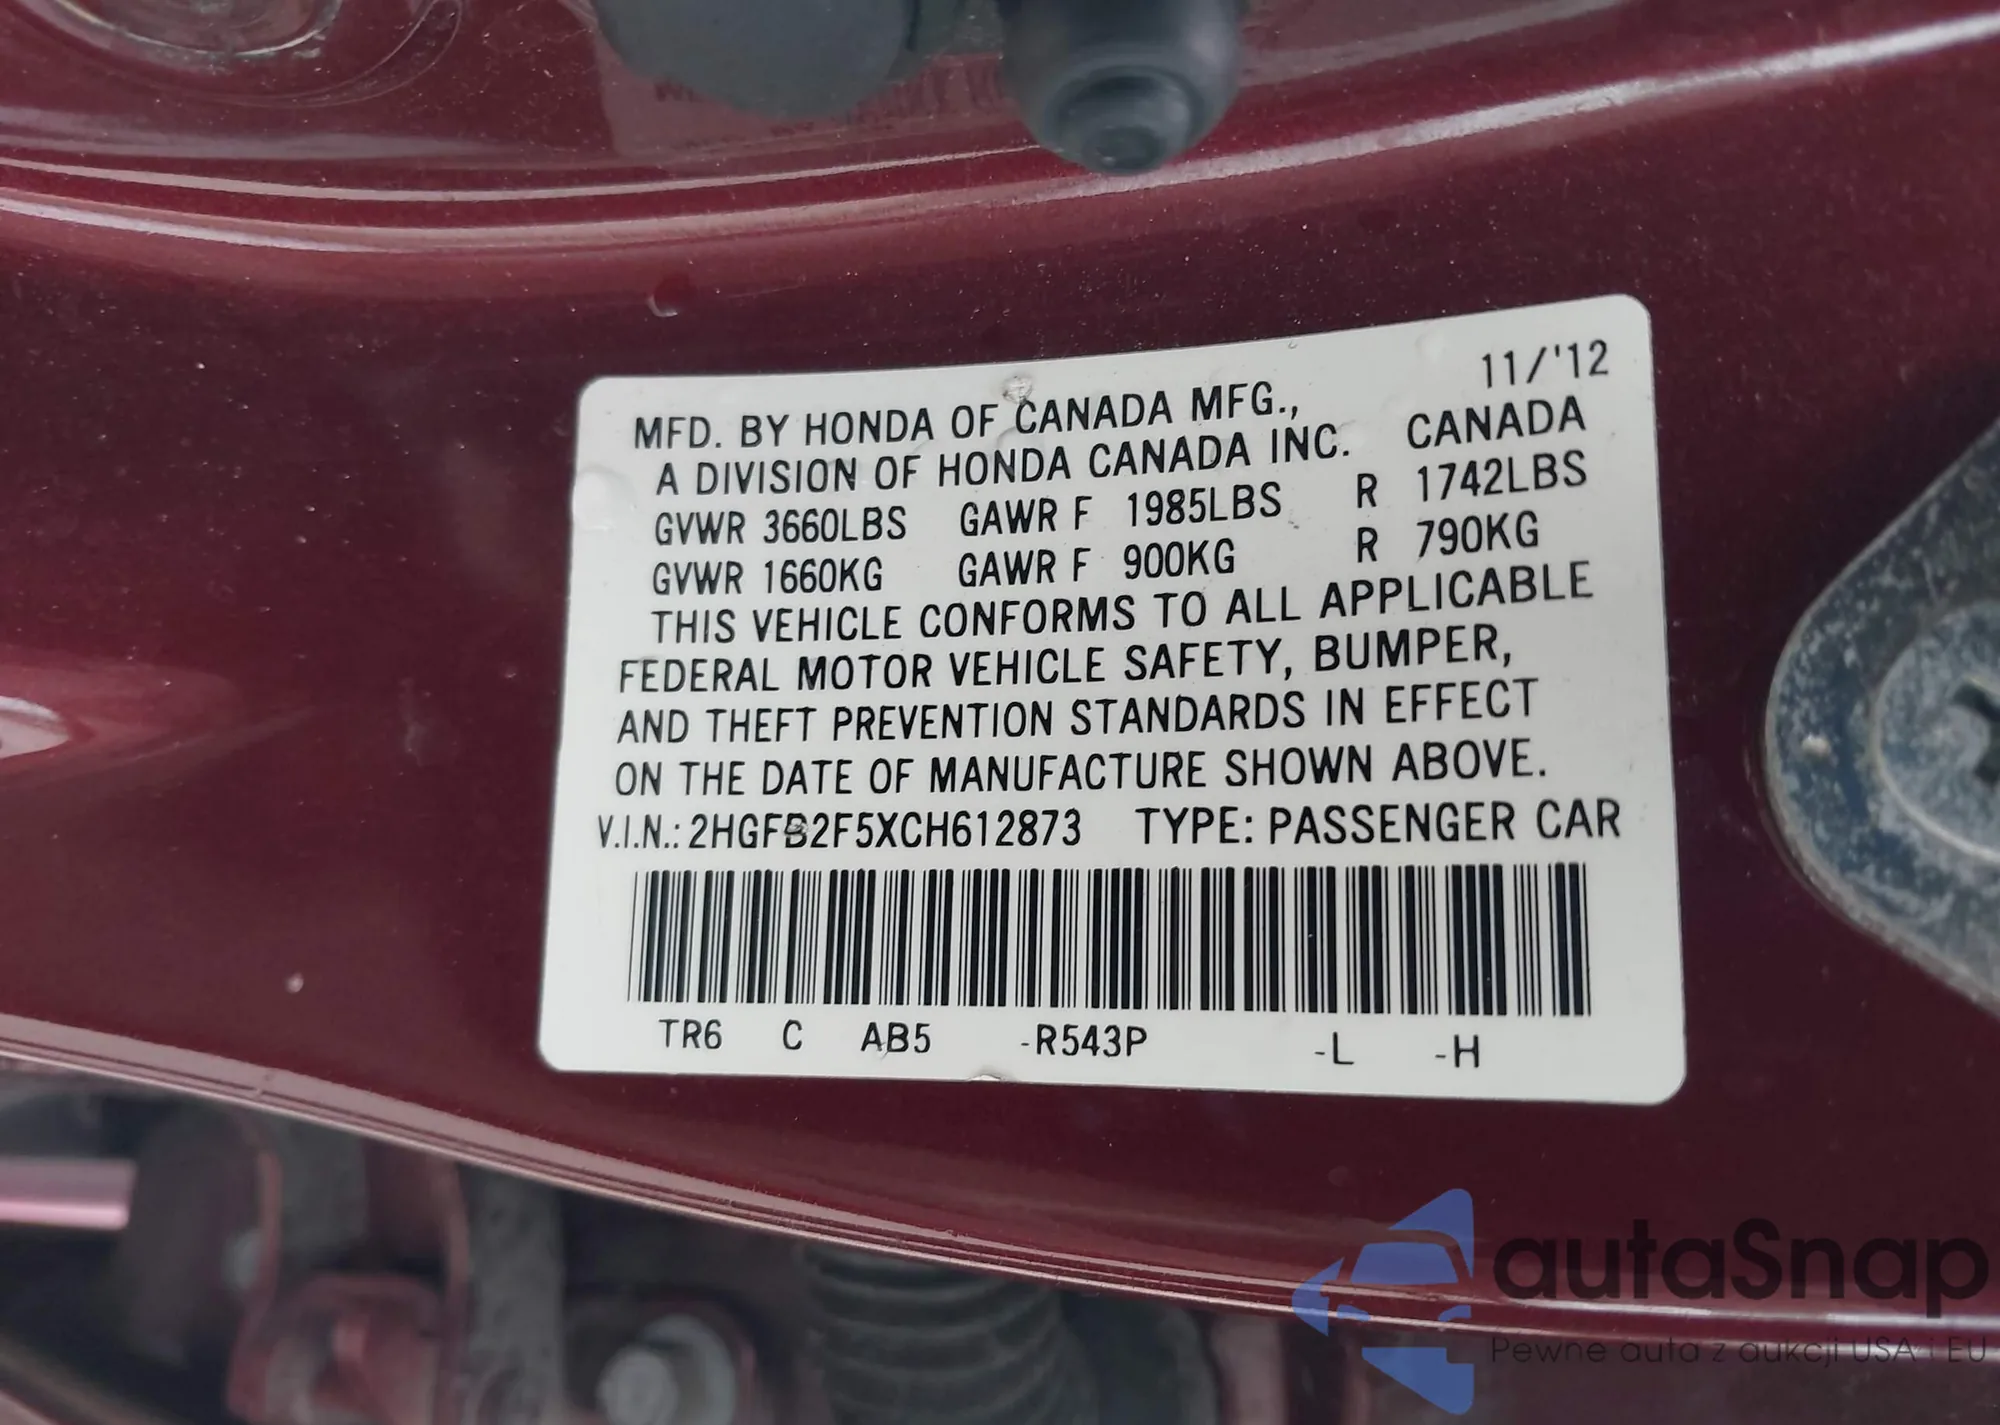 11/'12
MFD. BY HONDA OF CANADA MFG.,
A DIVISION OF HONDA CANADA INC. CANADA
GVWR 3660LBS GAWR F 1985LBS R 1742LBS
GVWR 1660KG GAWR F 900KG R 790KG
THIS VEHICLE CONFORMS TO ALL APPLICABLE
FEDERAL MOTOR VEHICLE SAFETY, BUMPER,
AND THEFT PREVENTION STANDARDS IN EFFECT
ON THE DATE OF MANUFACTURE SHOWN ABOVE.
V.I.N.: 2HGFB2F5XCH612873 TYPE: PASSENGER CAR
TR6 C AB5 -R543P -L -H
autaSnap
Pewne auta z aukcji USA i EU